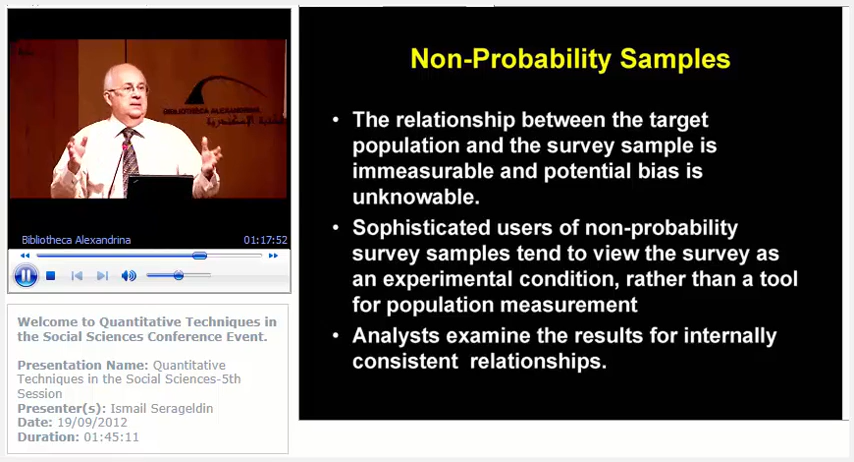 BIBLIOTHECA ALEXANDRINA
Bibliotheca Alexandrina
01:17:52
Welcome to Quantitative Techniques in
the Social Sciences Conference Event.
Presentation Name: Quantitative
Techniques in the Social Sciences-5th
Session
Presenter(s): Ismail Serageldin
Date: 19/09/2012
Duration: 01:45:11
Non-Probability Samples
• The relationship between the target
population and the survey sample is
immeasurable and potential bias is
unknowable.
• Sophisticated users of non-probability
survey samples tend to view the survey as
an experimental condition, rather than a tool
for population measurement
• Analysts examine the results for internally
consistent relationships.